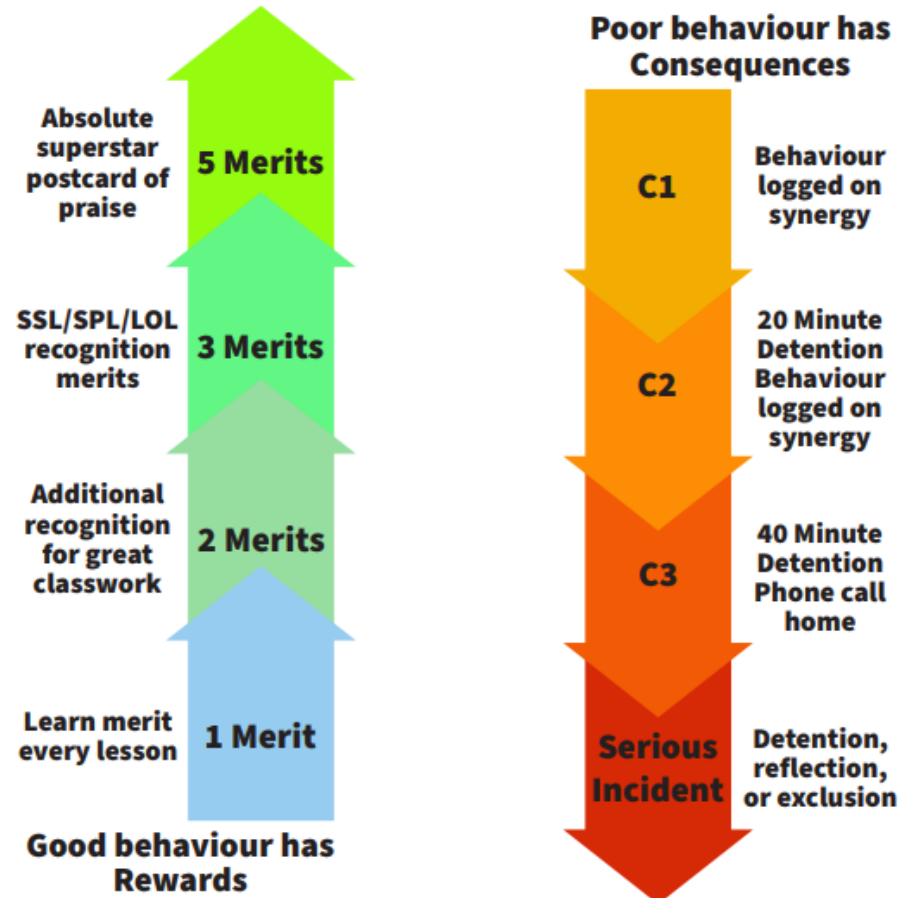 Absolute
superstar
postcard of
praise
5 Merits
SSL/SPL/LOL
recognition
merits
3 Merits
Additional
recognition
for great
classwork
2 Merits
Learn merit
every lesson
1 Merit
Good behaviour has
Rewards
Poor behaviour has
Consequences
C1
Behaviour
logged on
synergy
C2
20 Minute
Detention
Behaviour
logged on
synergy
C3
40 Minute
Detention
Phone call
home
Serious
Incident
Detention,
reflection,
or exclusion